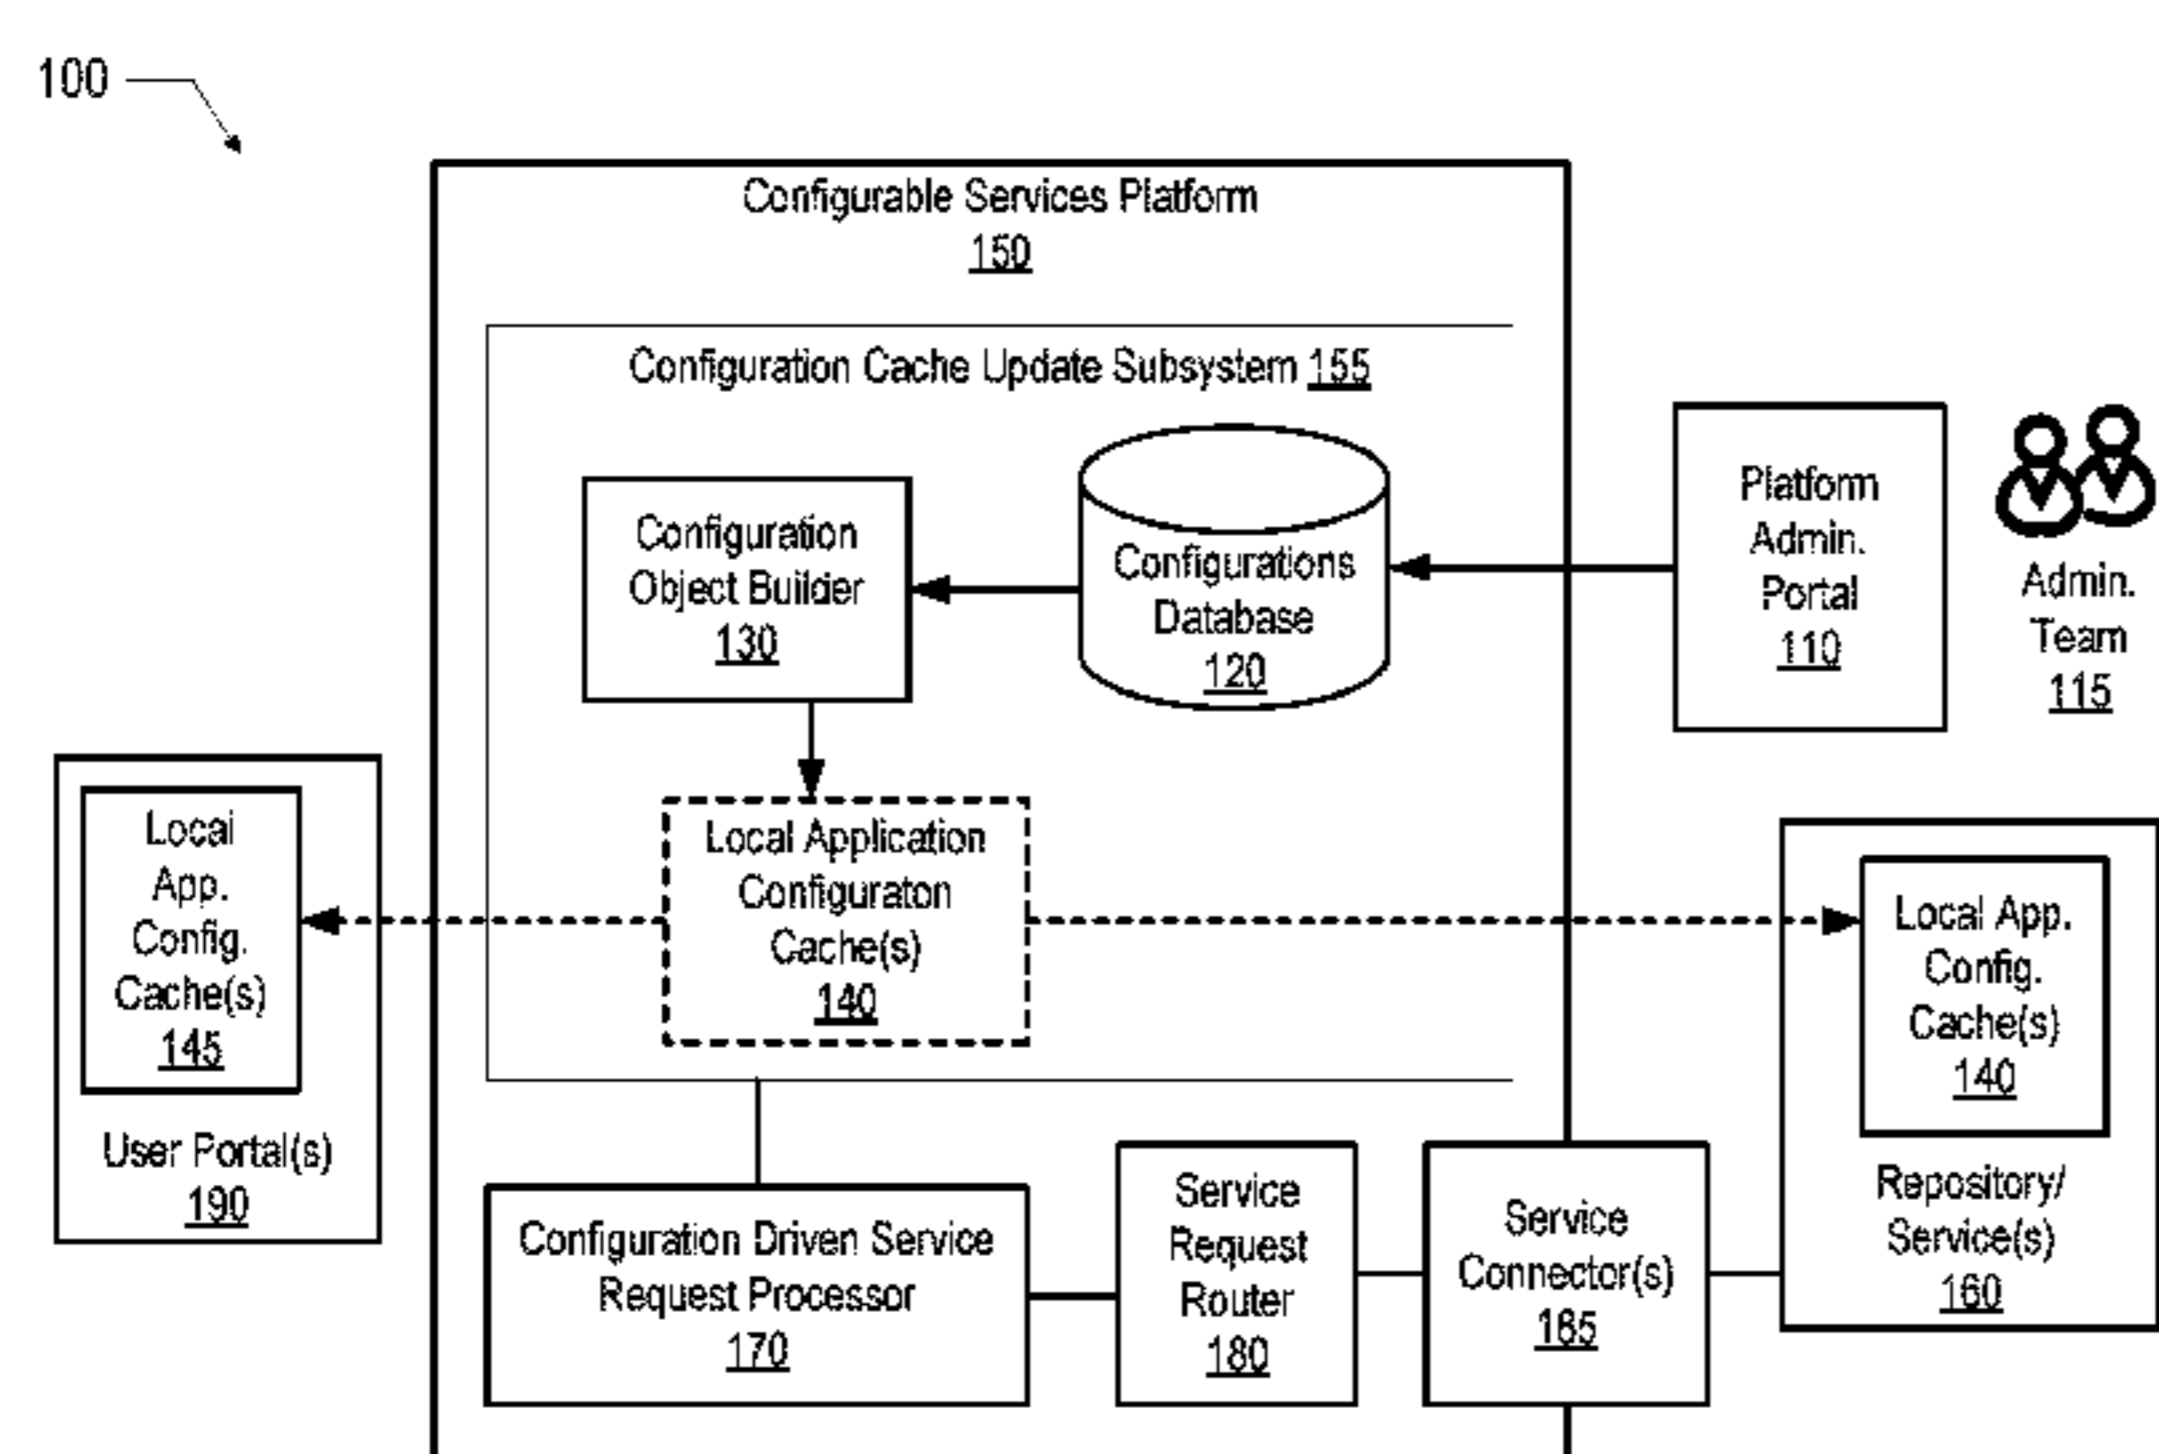 100
Configurable Services Platform
150
Configuration Cache Update Subsystem 155
Configuration
Object Builder
130
Configurations
Database
120
Platform
Admin.
Portal
110
Admin.
Team
115
Local
App.
Config.
Cache(s)
145
User Portal(s)
190
Local Application
Configuraton
Cache(s)
140
Local App.
Config.
Cache(s)
140
Repository/
Service(s)
160
Configuration Driven Service
Request Processor
170
Service
Request
Router
180
Service
Connector(s)
185